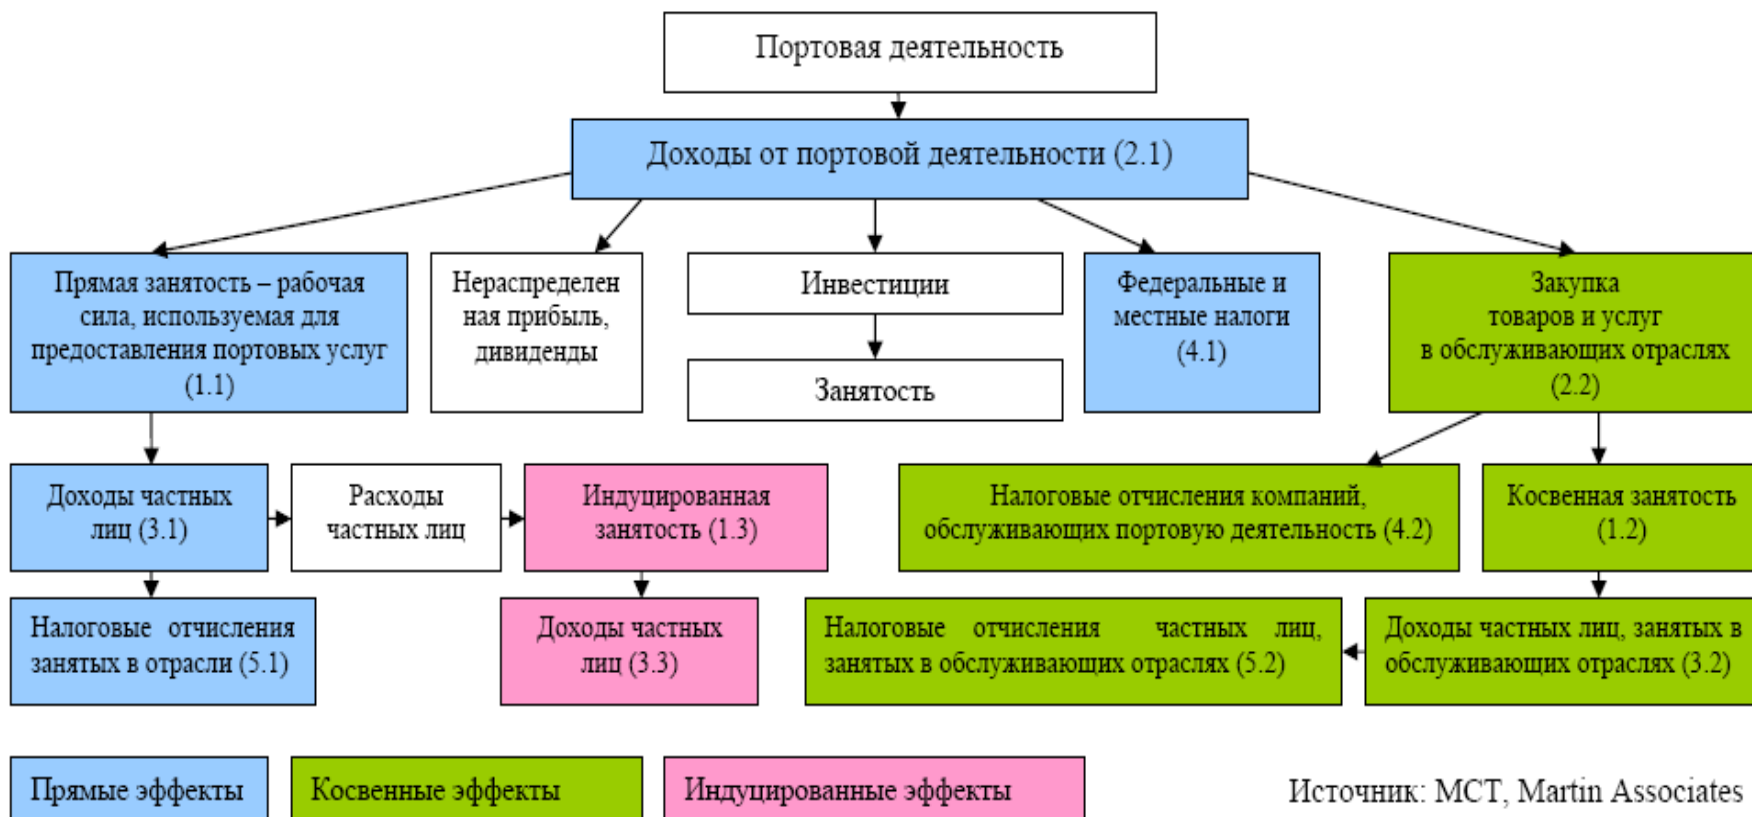 Портовая деятельность
Доходы от портовой деятельности (2.1)
Прямая занятость – рабочая
сила, используемая для
предоставления портовых услуг
(1.1)
Нераспределен
ная прибыль,
дивиденды
Инвестиции
Занятость
Федеральные и
местные налоги
(4.1)
Закупка
товаров и услуг
в обслуживающих отраслях
(2.2)
Доходы частных
лиц (3.1)
Расходы
частных лиц
Индуцированная
занятость (1.3)
Налоговые отчисления компаний,
обслуживающих портовую деятельность (4.2)
Косвенная занятость
(1.2)
Налоговые отчисления
занятых в отрасли (5.1)
Доходы частных
лиц (3.3)
Налоговые отчисления частных лиц,
занятых в обслуживающих отраслях (5.2)
Доходы частных лиц, занятых в
обслуживающих отраслях (3.2)
Прямые эффекты
Косвенные эффекты
Индуцированные эффекты
Источник: МСТ, Martin Associates